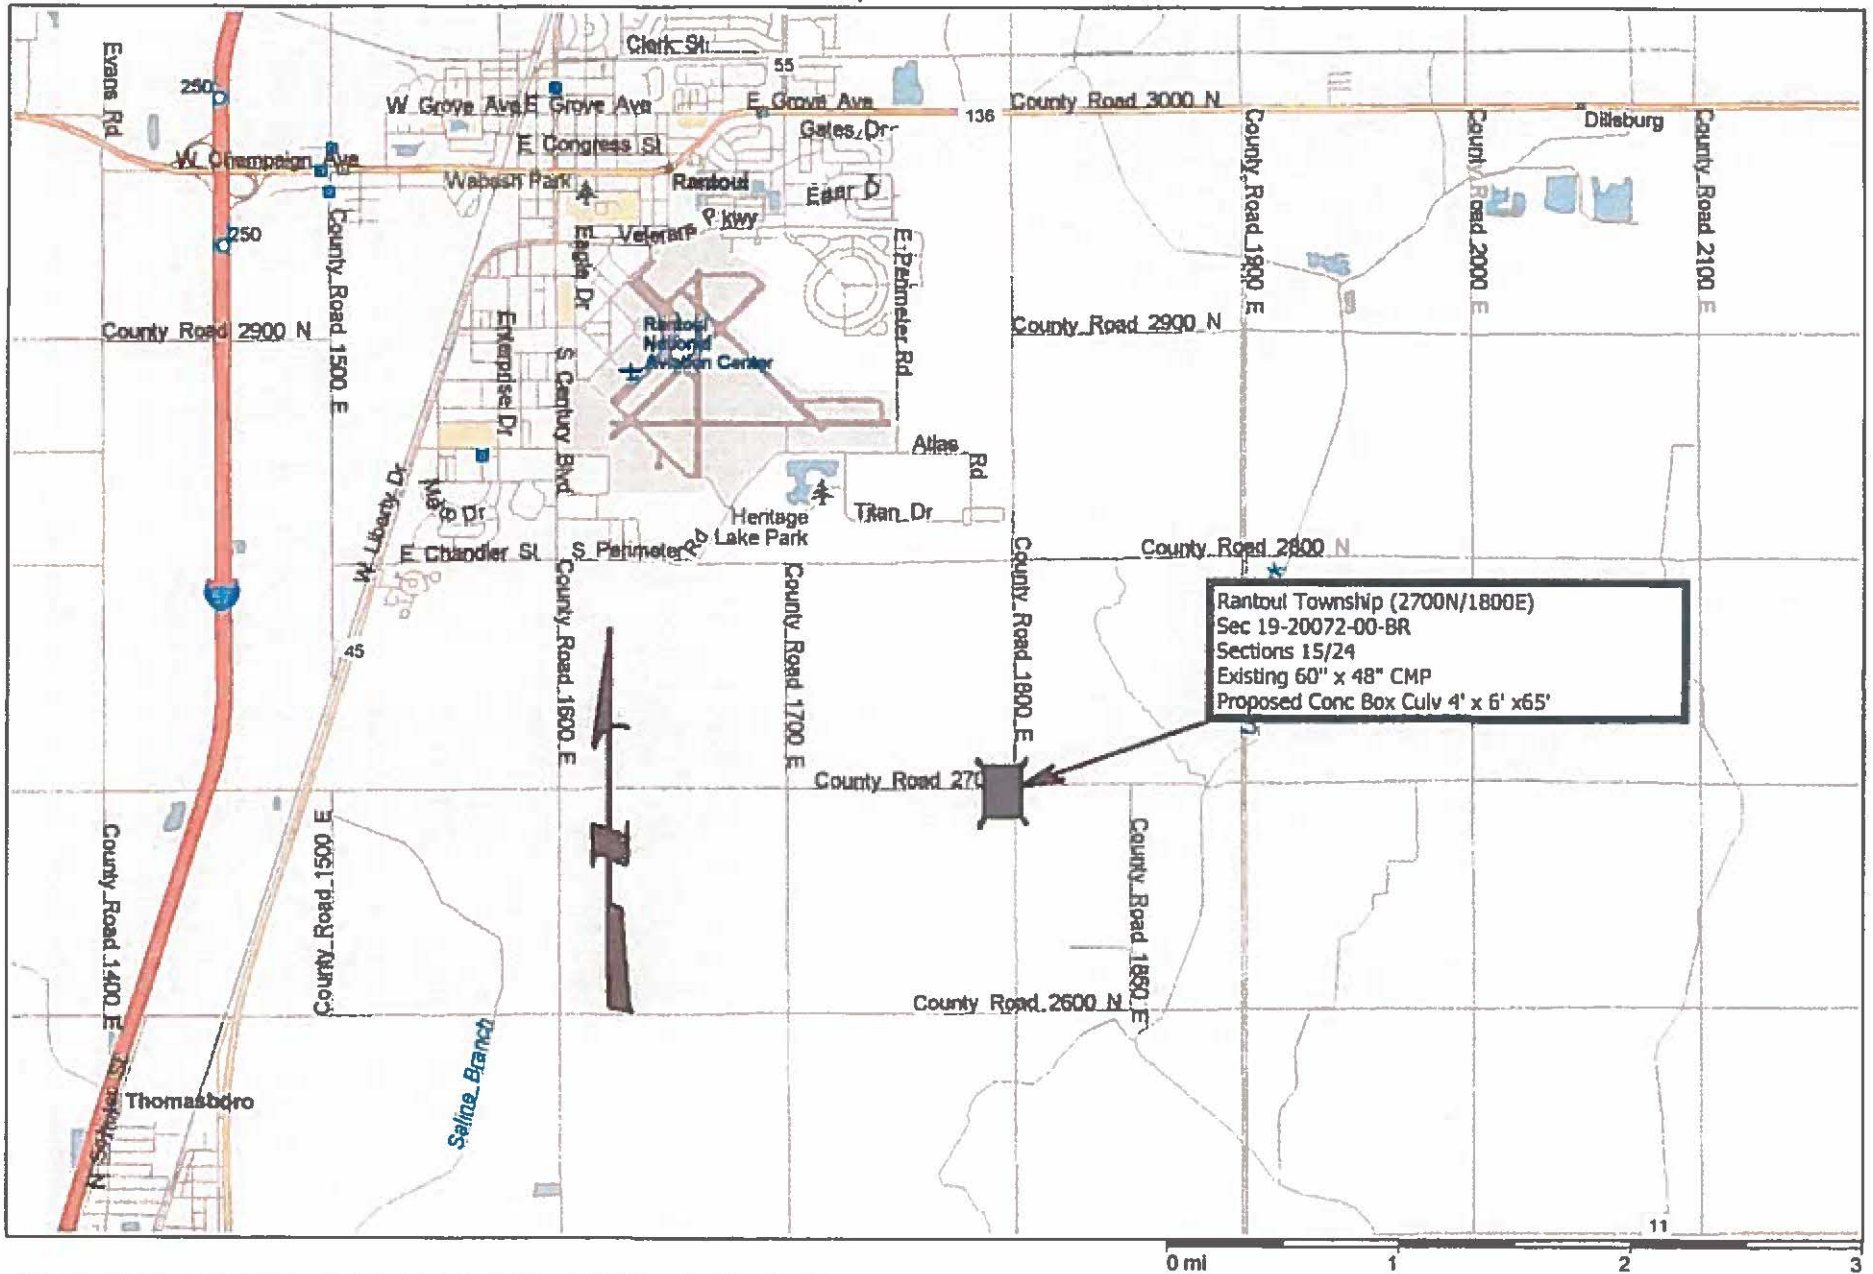 Clark St
55
Evans Rd
250
W Grove Ave
E Grove Ave
E Grove Ave
136
County Road 3000 N
Dillsburg
Gates Dr
E Congress St
W Champaign Ave
Wabash Park
Rantoul
P kwy
Veteran
250
County Road 1500 E
Eagle Dr
E Perimeter Rd
County Road 1900 E
County Road 2000 E
County Road 2100 E
County Road 2900 N
Enterprise Dr
Rantoul
National
Aviation Center
County Road 2900 N
S Century Blvd
Atlas
Rd
W Liberty Dr
Heritage
Lake Park
Titan Dr
E Chandler St
S Perimeter Rd
County Road 2800 N
Rantoul Township (2700N/1800E)
Sec 19-20072-00-BR
Sections 15/24
Existing 60" x 48" CMP
Proposed Conc Box Culv 4' x 6' x65'
45
County Road 1600 E
County Road 1700 E
County Road 1800 E
County Road 270
County Road 1400 E
County Road 1500 E
County Road 1850 E
County Road 2600 N
Saline Branch
Thomasboro
11
0 mi 1 2 3